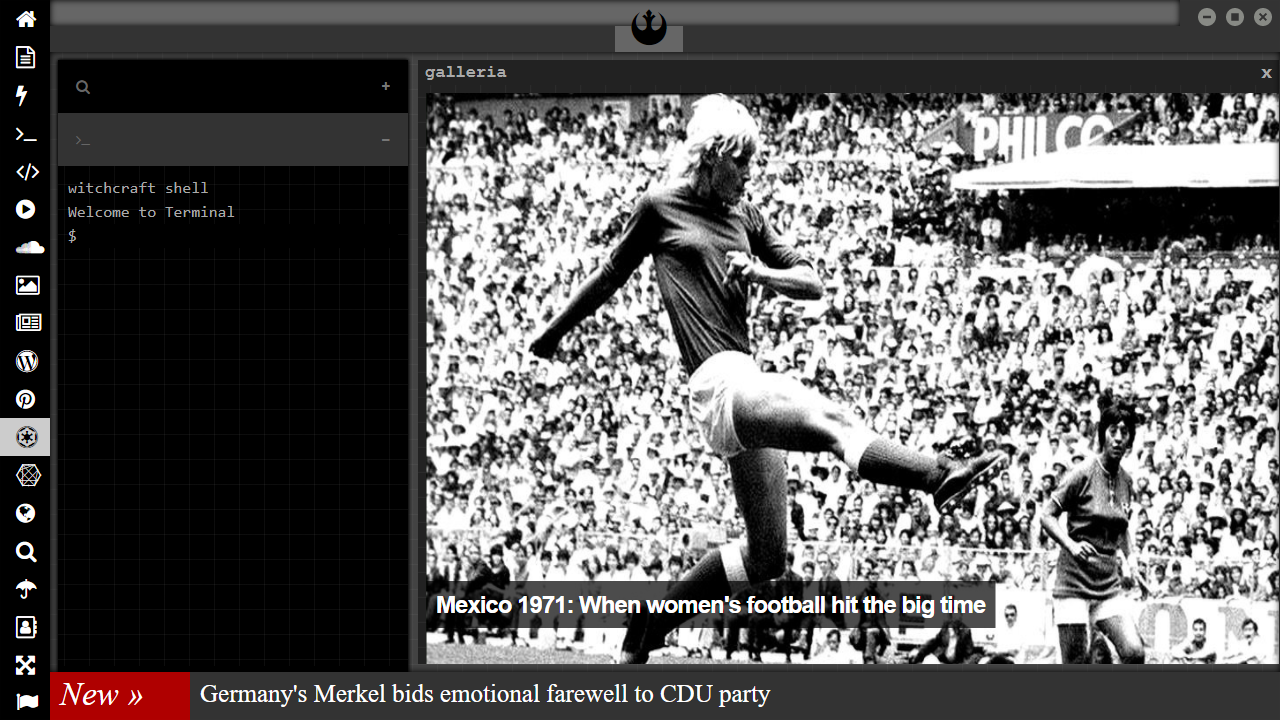 galleria
x
+
>_
−
witchcraft shell
Welcome to Terminal
$
PHILCO
Mexico 1971: When women's football hit the big time
New »
Germany's Merkel bids emotional farewell to CDU party